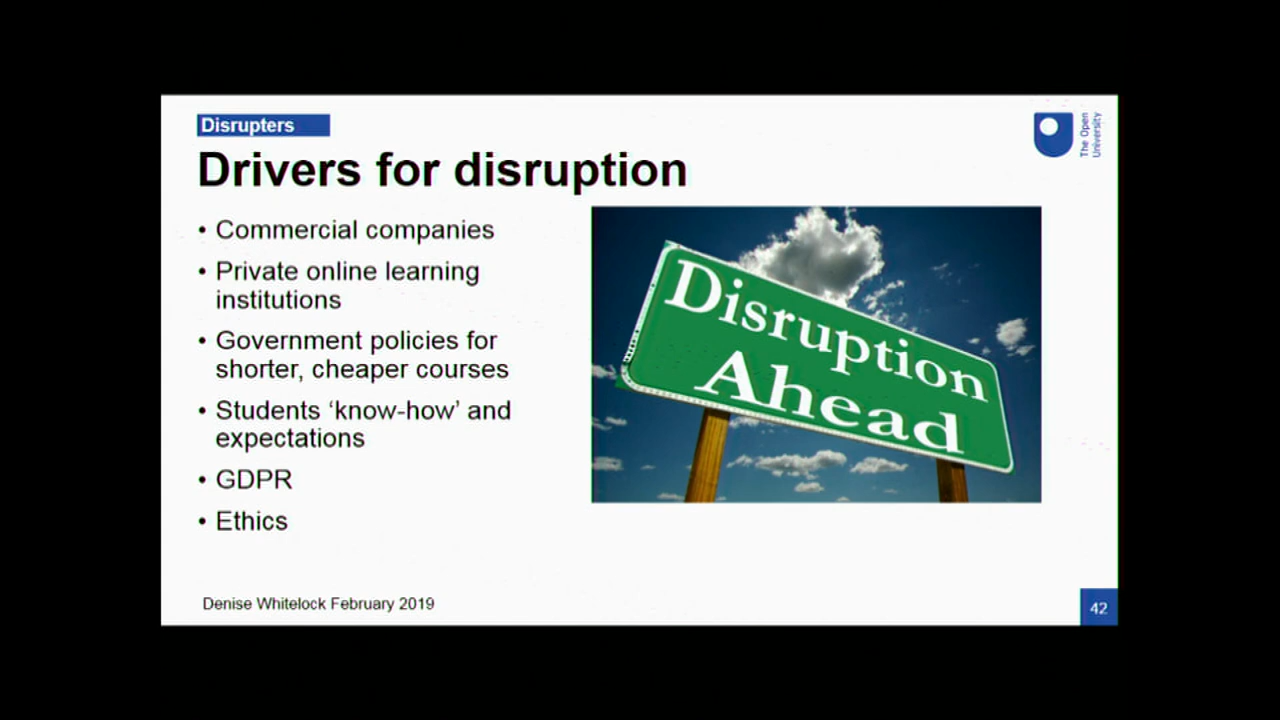 Disrupters
The Open
University
Drivers for disruption
• Commercial companies
• Private online learning
institutions
• Government policies for
shorter, cheaper courses
• Students ‘know-how’ and
expectations
• GDPR
• Ethics
Disruption
Ahead
Denise Whitelock February 2019
42